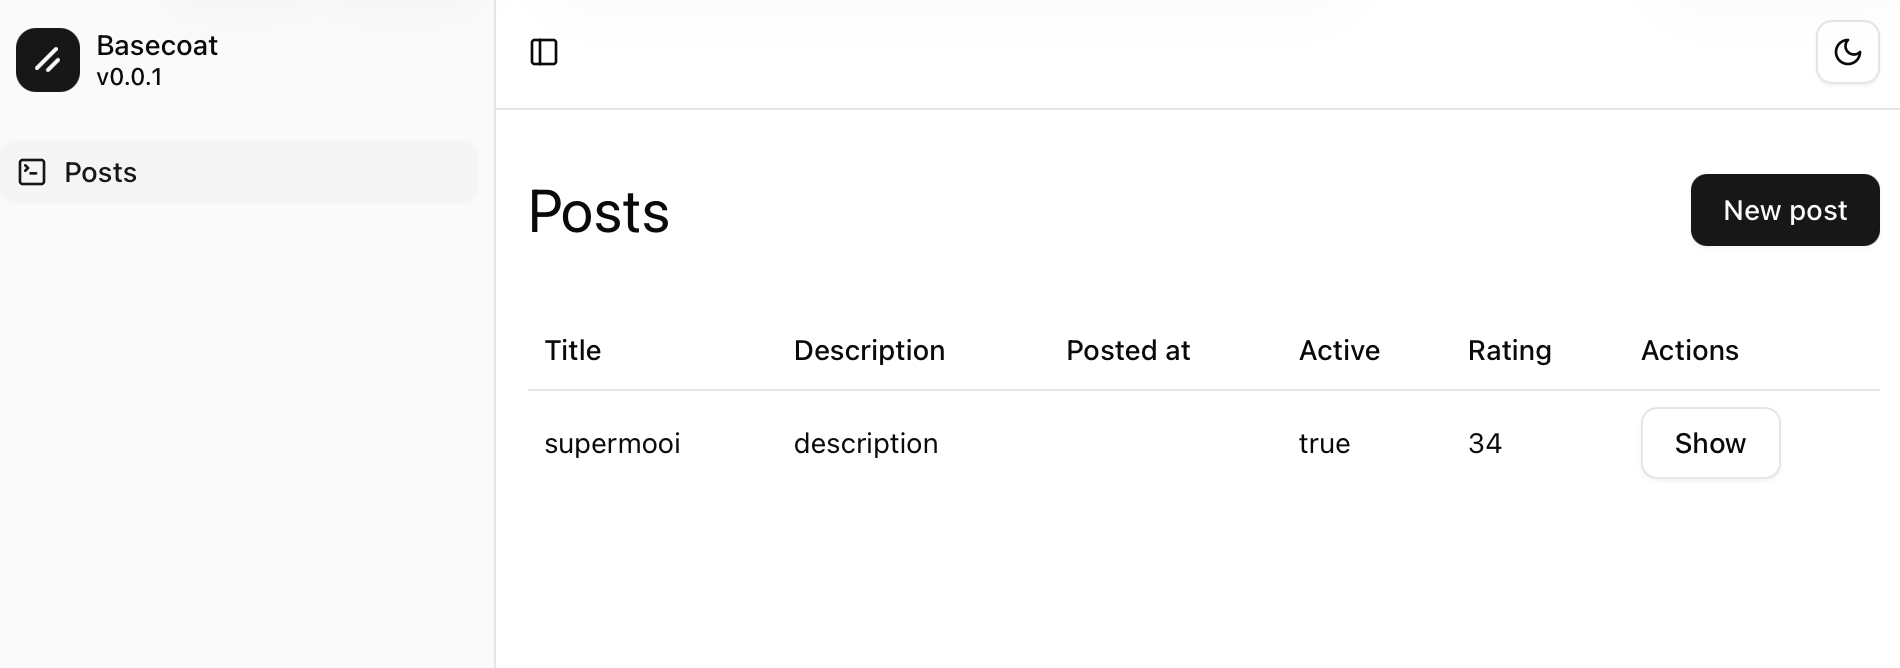 Basecoat
v0.0.1
Posts
Posts
New post
Title Description Posted at Active Rating Actions
supermooi description true 34 Show